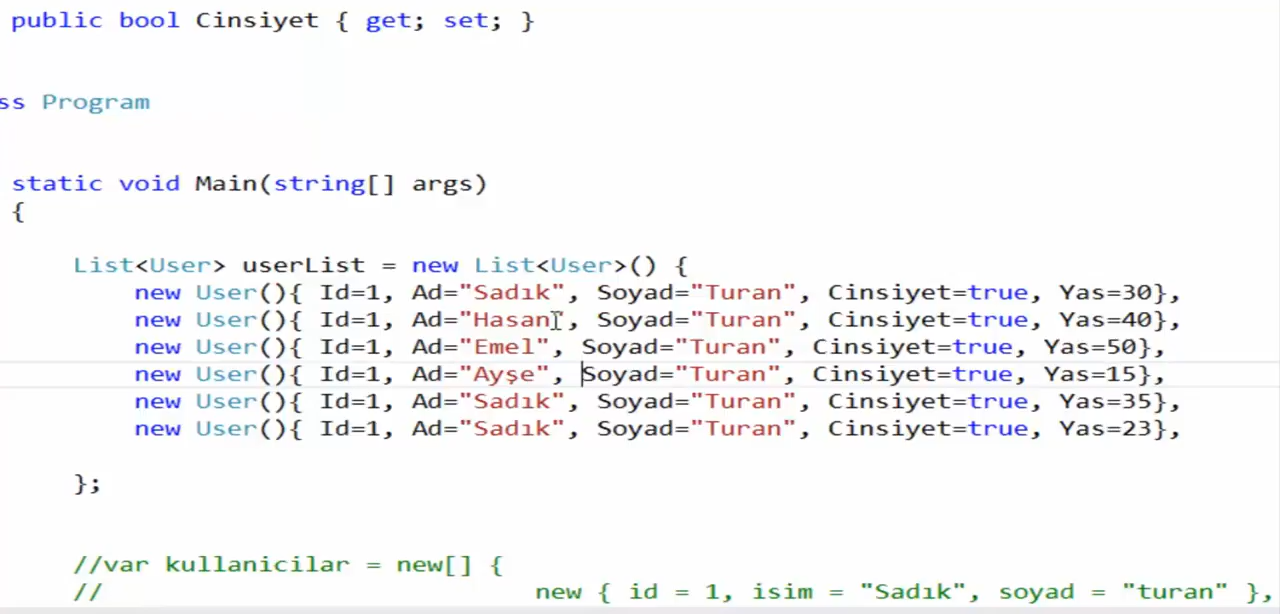 public bool Cinsiyet { get; set; }
ss Program
static void Main(string[] args)
{
List<User> userList = new List<User>() {
new User(){ Id=1, Ad="Sadık", Soyad="Turan", Cinsiyet=true, Yas=30},
new User(){ Id=1, Ad="Hasan", Soyad="Turan", Cinsiyet=true, Yas=40},
new User(){ Id=1, Ad="Emel", Soyad="Turan", Cinsiyet=true, Yas=50},
new User(){ Id=1, Ad="Ayşe", Soyad="Turan", Cinsiyet=true, Yas=15},
new User(){ Id=1, Ad="Sadık", Soyad="Turan", Cinsiyet=true, Yas=35},
new User(){ Id=1, Ad="Sadık", Soyad="Turan", Cinsiyet=true, Yas=23},
};
//var kullanicilar = new[] {
// new { id = 1, isim = "Sadık", soyad = "turan" },